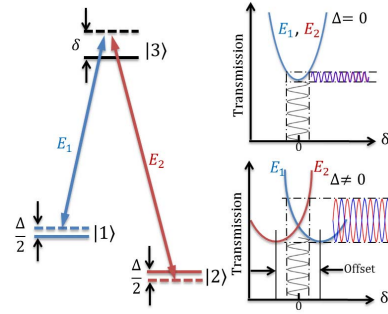 δ
|3⟩
E₁
E₂
Δ/2
|1⟩
Δ/2
|2⟩
E₁, E₂
Δ= 0
Transmission
0
δ
E₁
E₂
Δ≠ 0
Transmission
Offset
0
δ